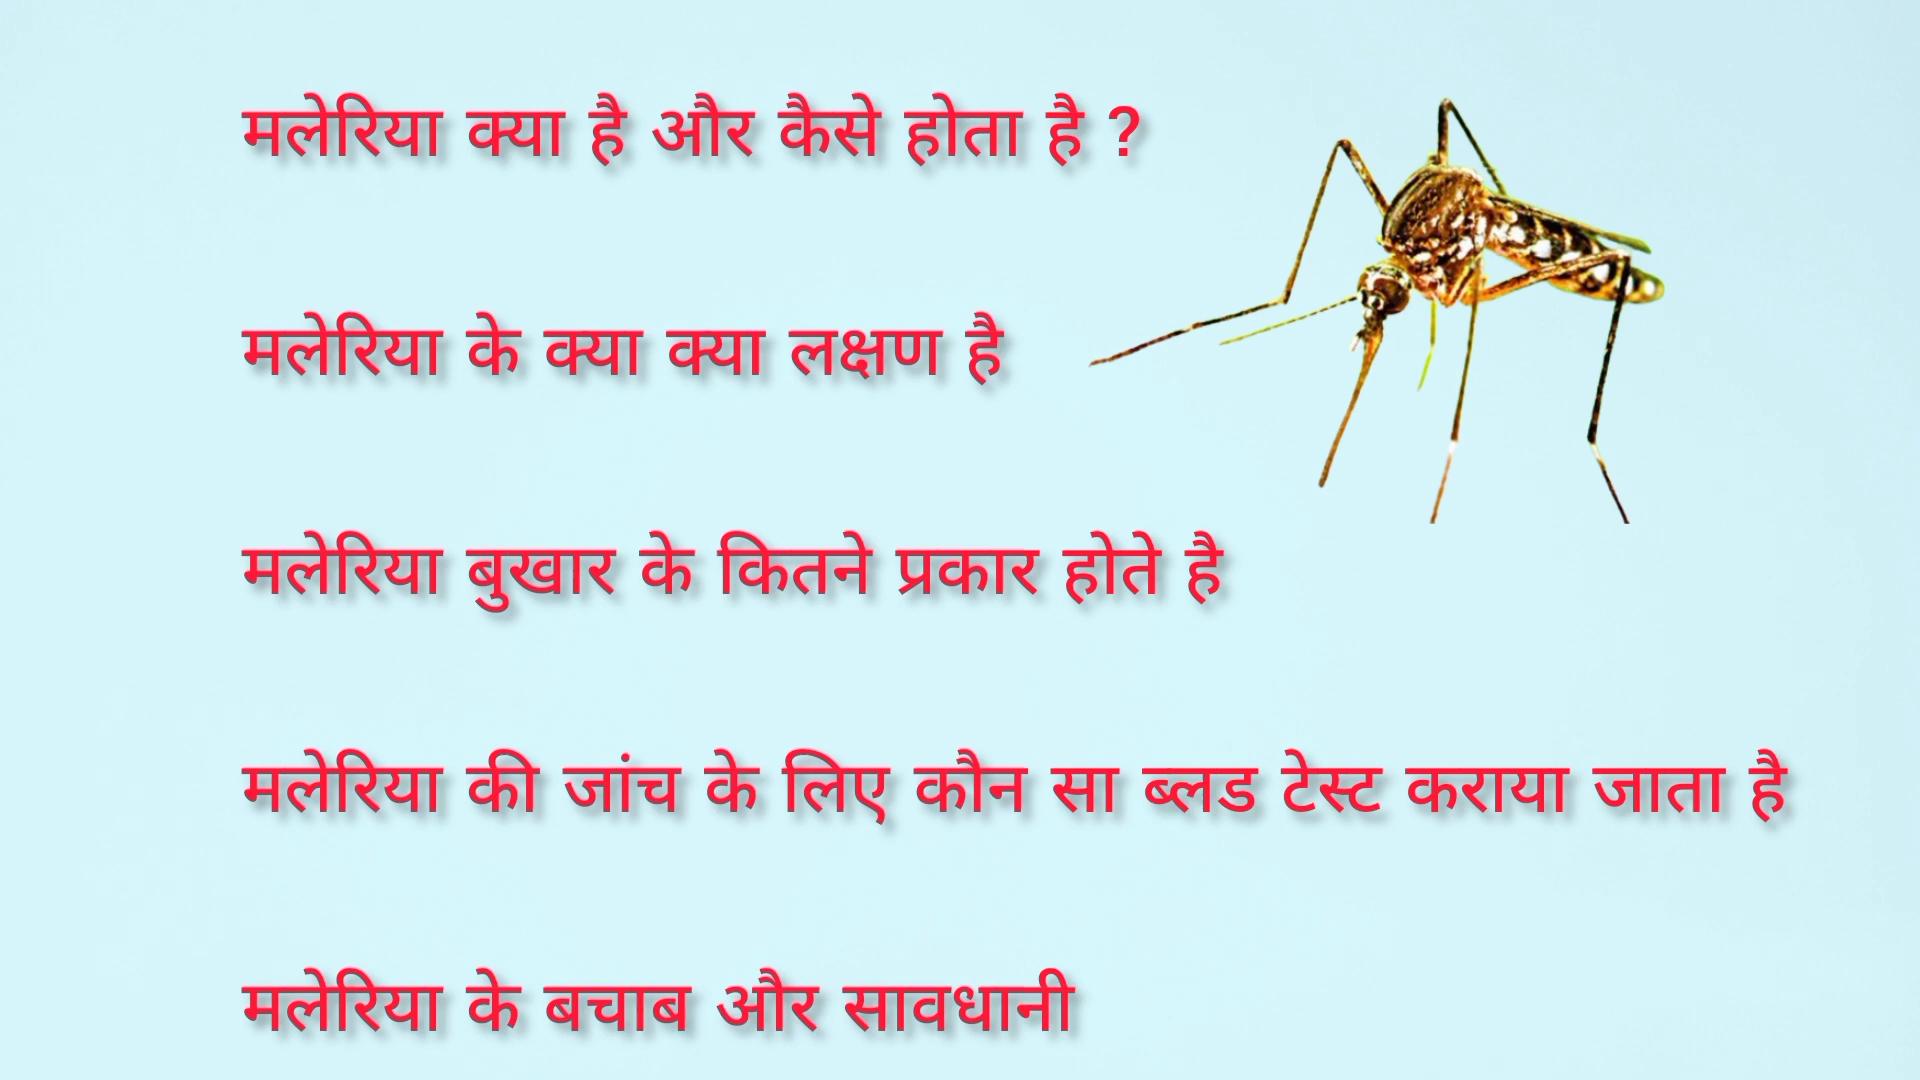 मलेरिया क्या है और कैसे होता है ?
मलेरिया के क्या क्या लक्षण है
मलेरिया बुखार के कितने प्रकार होते है
मलेरिया की जांच के लिए कौन सा ब्लड टेस्ट कराया जाता है
मलेरिया के बचाब और सावधानी